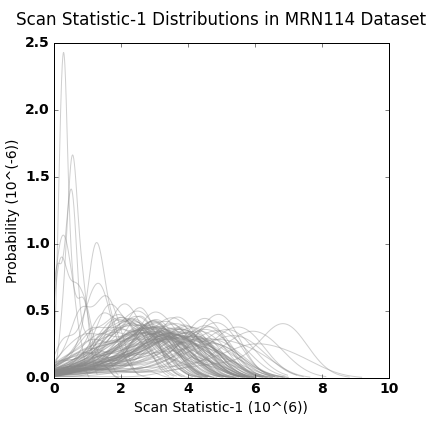 Scan Statistic-1 Distributions in MRN114 Dataset
2.5
2.0
1.5
1.0
0.5
0.0
Probability (10^(-6))
0 2 4 6 8 10
Scan Statistic-1 (10^(6))